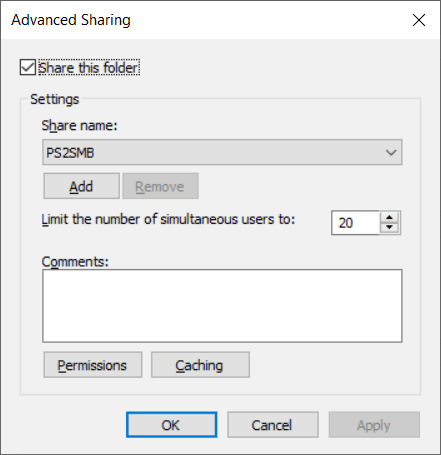 Advanced Sharing
Share this folder
Settings
Share name:
PS2SMB
Add
Remove
Limit the number of simultaneous users to:
20
Comments:
Permissions
Caching
OK
Cancel
Apply